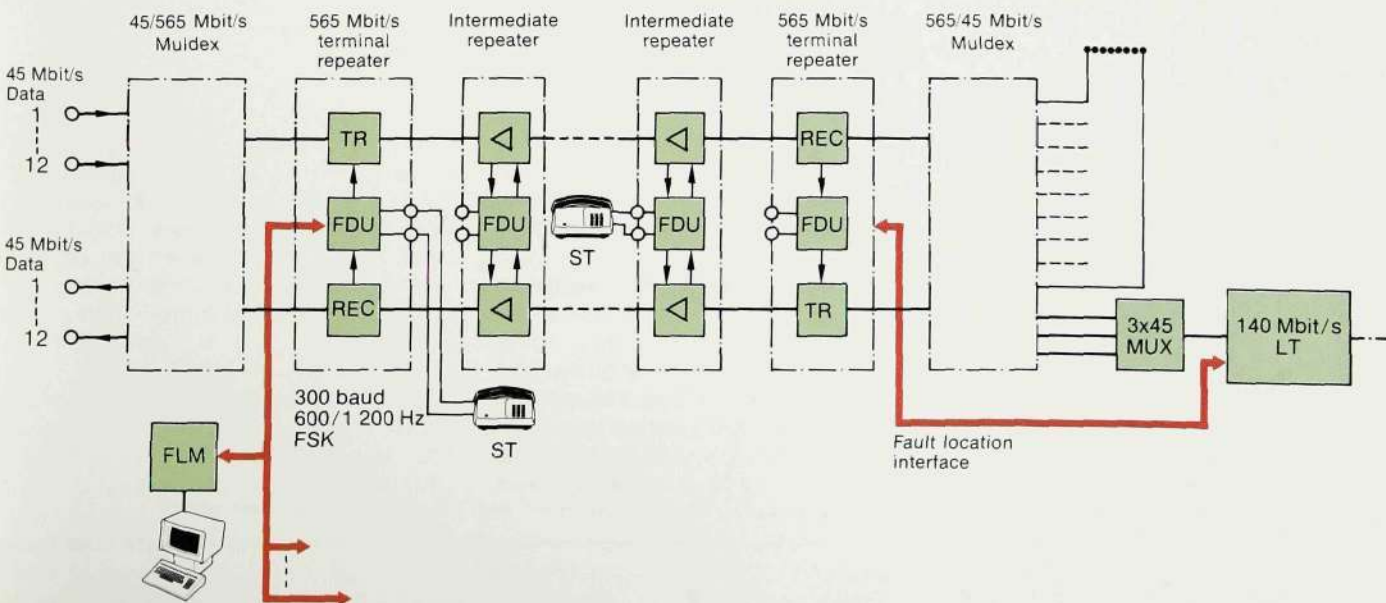 45/565 Mbit/s
Muldex
565 Mbit/s
terminal
repeater
Intermediate
repeater
Intermediate
repeater
565 Mbit/s
terminal
repeater
565/45 Mbit/s
Muldex
45 Mbit/s
Data
1
12
45 Mbit/s
Data
1
12
TR
FDU
REC
FDU
ST
FDU
REC
FDU
TR
3x45
MUX
140 Mbit/s
LT
300 baud
600/1 200 Hz
FSK
ST
Fault location
interface
FLM